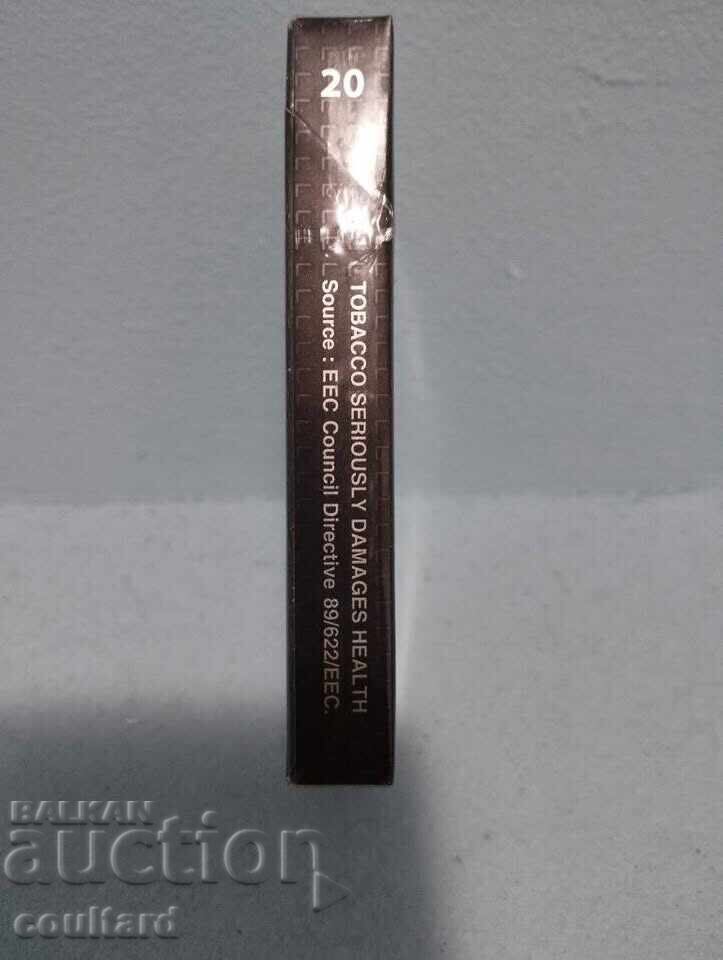 20
TOBACCO SERIOUSLY DAMAGES HEALTH
Source : EEC Council Directive 89/622/EEC.
BALKAN
auction
coultard